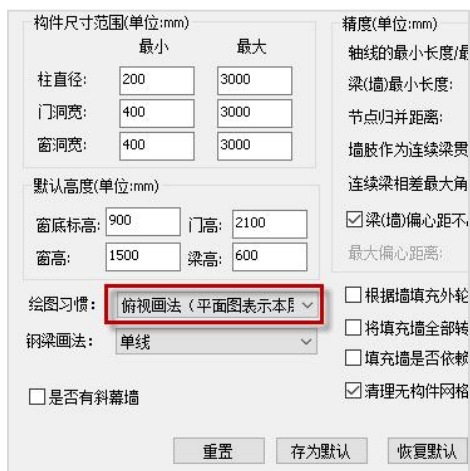 构件尺寸范围(单位:mm)
最小 最大
柱直径: 200 3000
门洞宽: 400 3000
窗洞宽: 400 3000
默认高度(单位:mm)
窗底标高: 900 门高: 2100
窗高: 1500 梁高: 600
绘图习惯: 俯视画法（平面图表示本
钢梁画法: 单线
是否有斜幕墙
精度(单位:mm)
轴线的最小长度/
梁(墙)最小长度:
节点归并距离:
墙肢作为连续梁贯
连续梁相差最大角
梁(墙)偏心距不
最大偏心距离:
根据墙填充外轮
将填充墙全部转
填充墙是否依赖
清理无构件网格
重置 存为默认 恢复默认